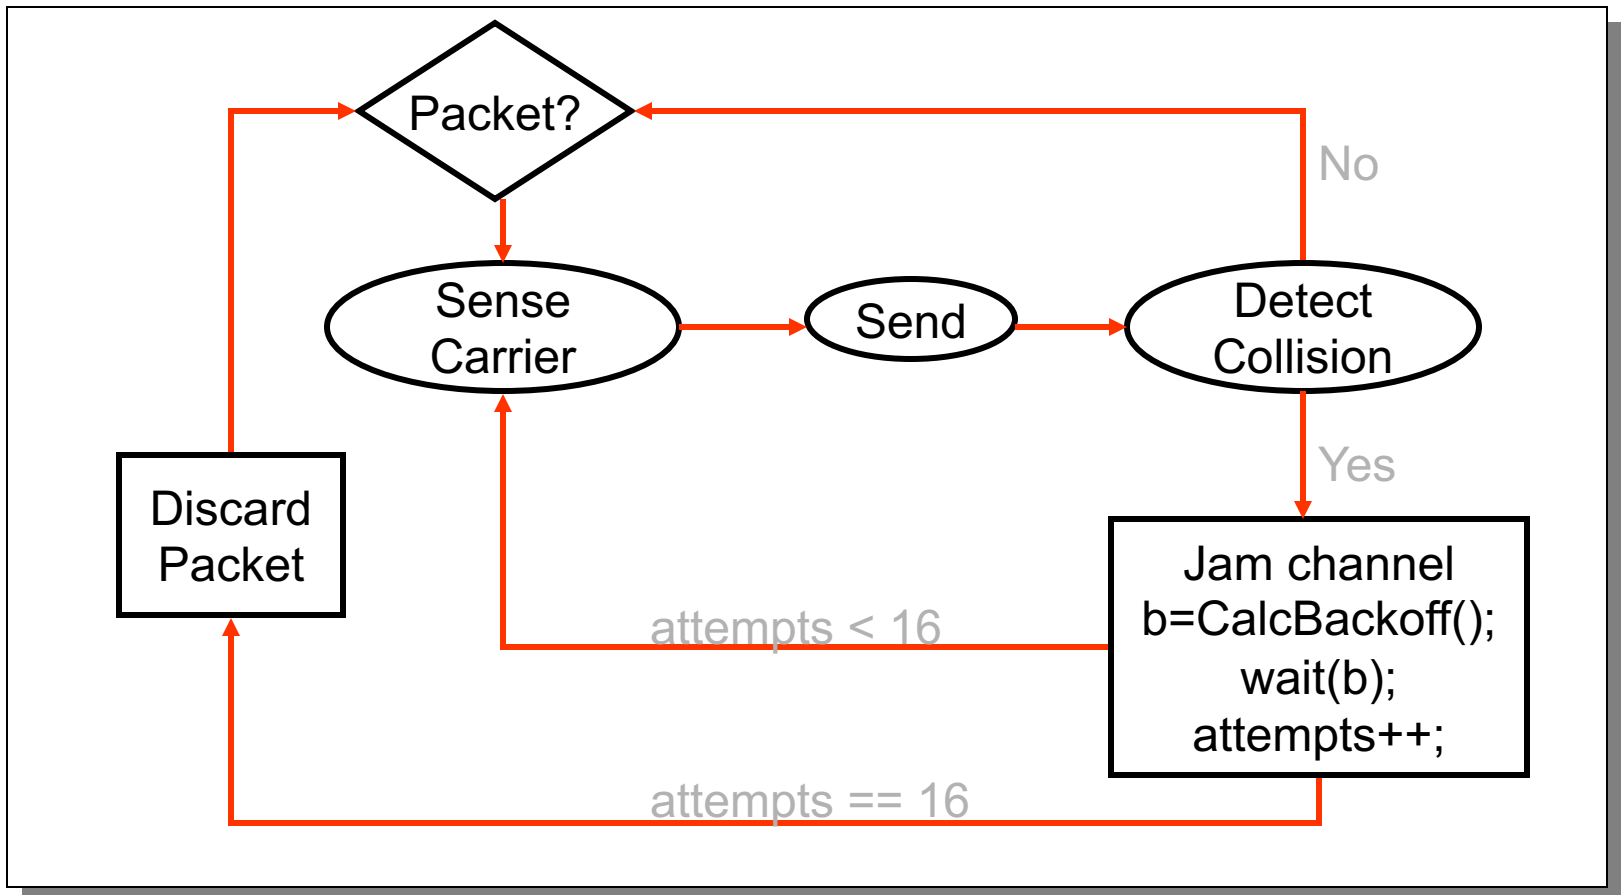 Packet?
No
Sense
Carrier
Send
Detect
Collision
Yes
Discard
Packet
Jam channel
b=CalcBackoff();
wait(b);
attempts++;
attempts < 16
attempts == 16